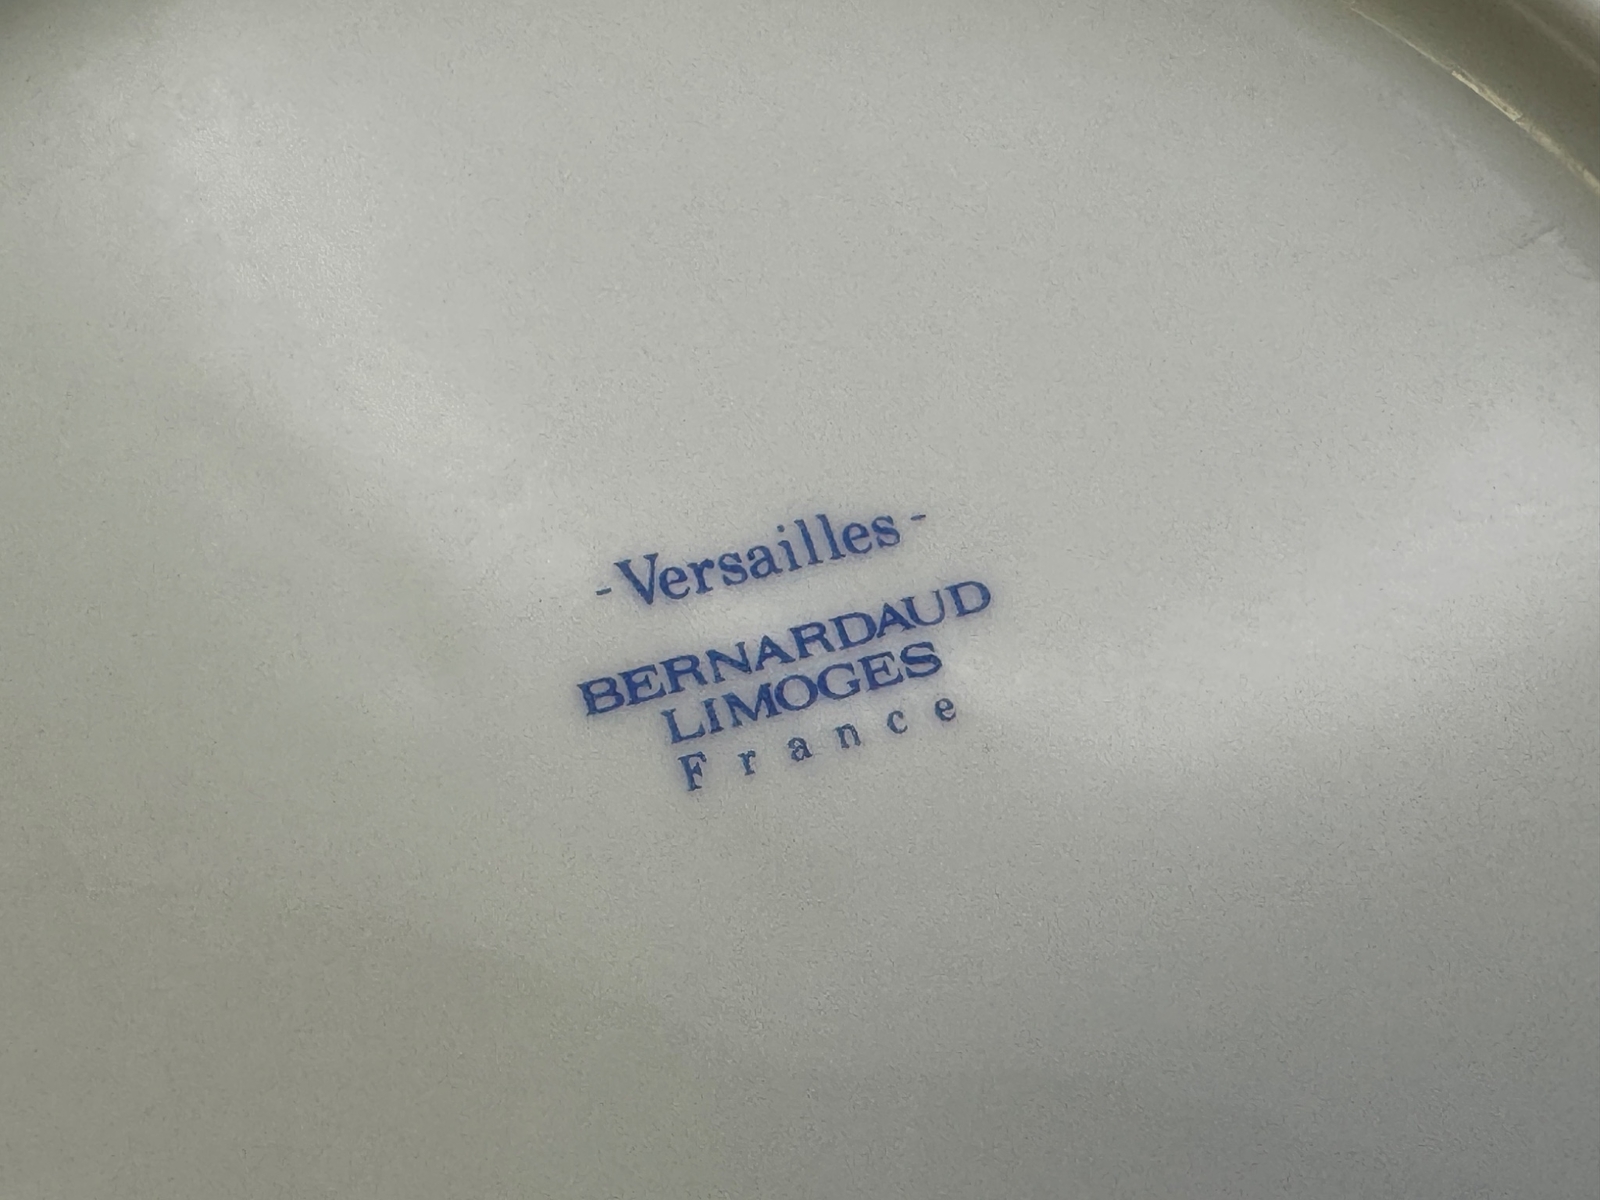 -Versailles-
BERNARDAUD
LIMOGES
France